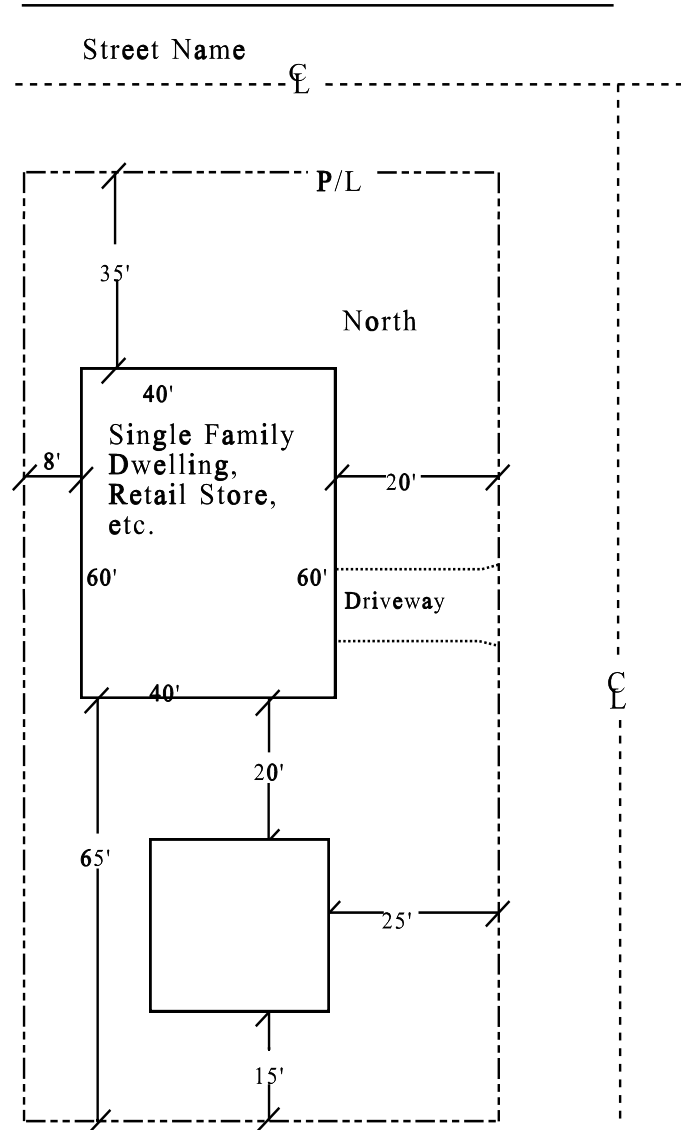 Street Name
CL
P/L
35'
North
40'
Single Family
Dwelling,
Retail Store,
etc.
8'
20'
60'
60'
Driveway
40'
CL
20'
65'
25'
15'